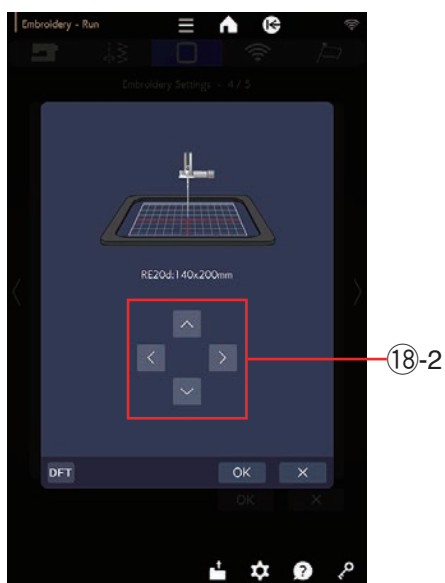 Embroidery - Run
Embroidery Settings - 4 / 5
RE20d:140x200mm
⑱-2
DFT
OK
×
OK
×